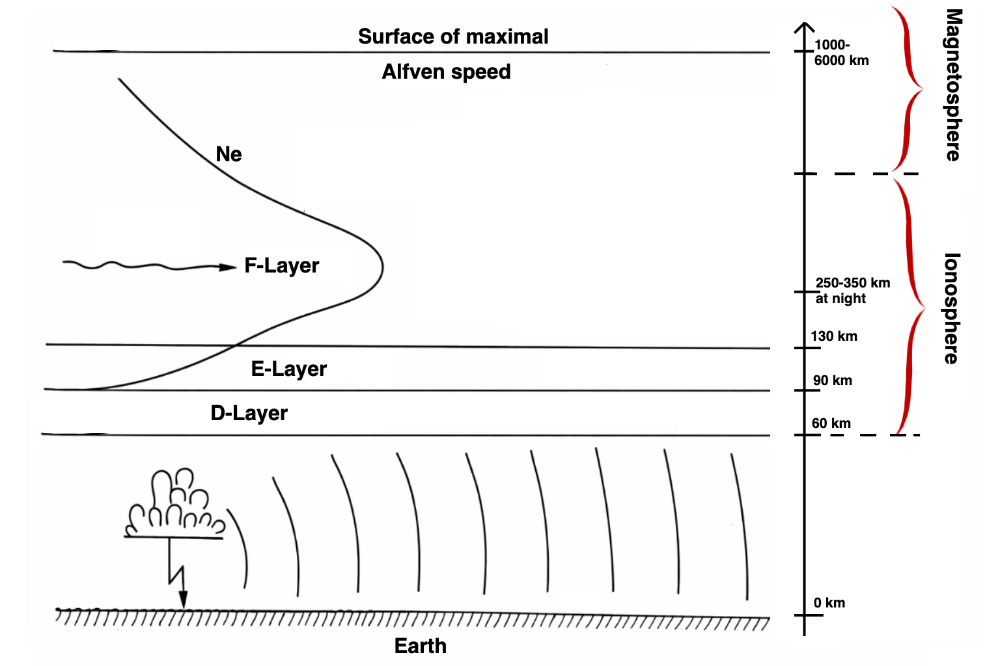 Surface of maximal
Alfven speed
Ne
F-Layer
E-Layer
D-Layer
Earth
1000-
6000 km
250-350 km
at night
130 km
90 km
60 km
0 km
Magnetosphere
Ionosphere